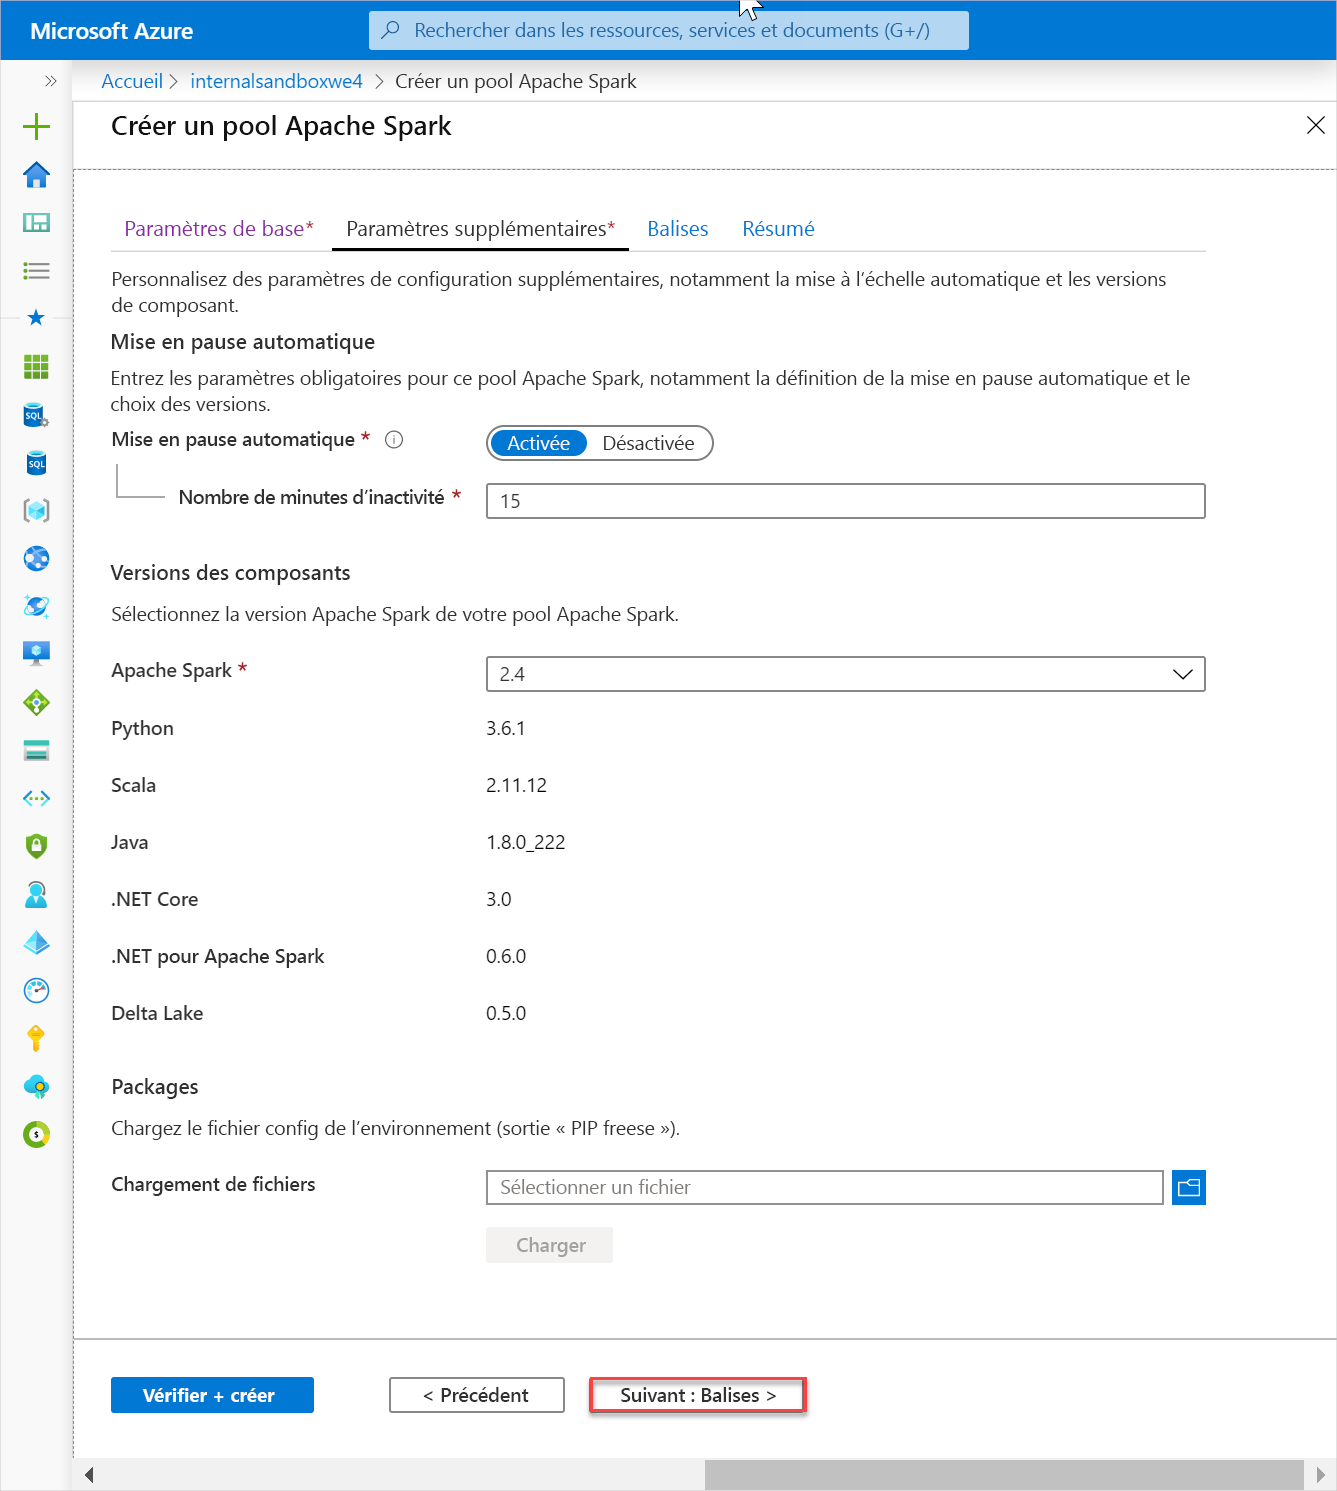 Microsoft Azure
Rechercher dans les ressources, services et documents (G+/)
Accueil > internalsandboxwe4 > Créer un pool Apache Spark
Créer un pool Apache Spark
Paramètres de base* Paramètres supplémentaires* Balises Résumé
Personnalisez des paramètres de configuration supplémentaires, notamment la mise à l’échelle automatique et les versions
de composant.
Mise en pause automatique
Entrez les paramètres obligatoires pour ce pool Apache Spark, notamment la définition de la mise en pause automatique et le
choix des versions.
Mise en pause automatique * Activée Désactivée
Nombre de minutes d’inactivité * 15
Versions des composants
Sélectionnez la version Apache Spark de votre pool Apache Spark.
Apache Spark * 2.4
Python 3.6.1
Scala 2.11.12
Java 1.8.0_222
.NET Core 3.0
.NET pour Apache Spark 0.6.0
Delta Lake 0.5.0
Packages
Chargez le fichier config de l’environnement (sortie « PIP freese »).
Chargement de fichiers Sélectionner un fichier
Charger
Vérifier + créer < Précédent Suivant : Balises >
SQL
SQL